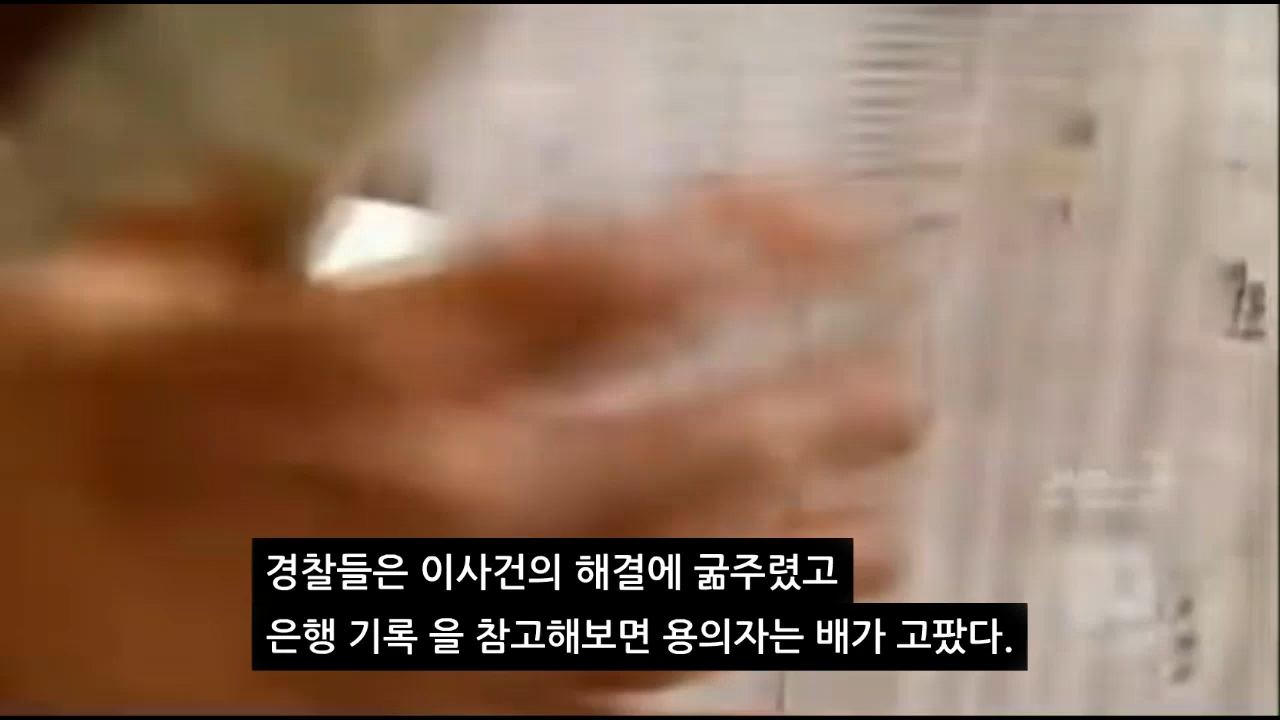 경찰들은 이사건의 해결에 굶주렸고
은행 기록 을 참고해보면 용의자는 배가 고팠다.